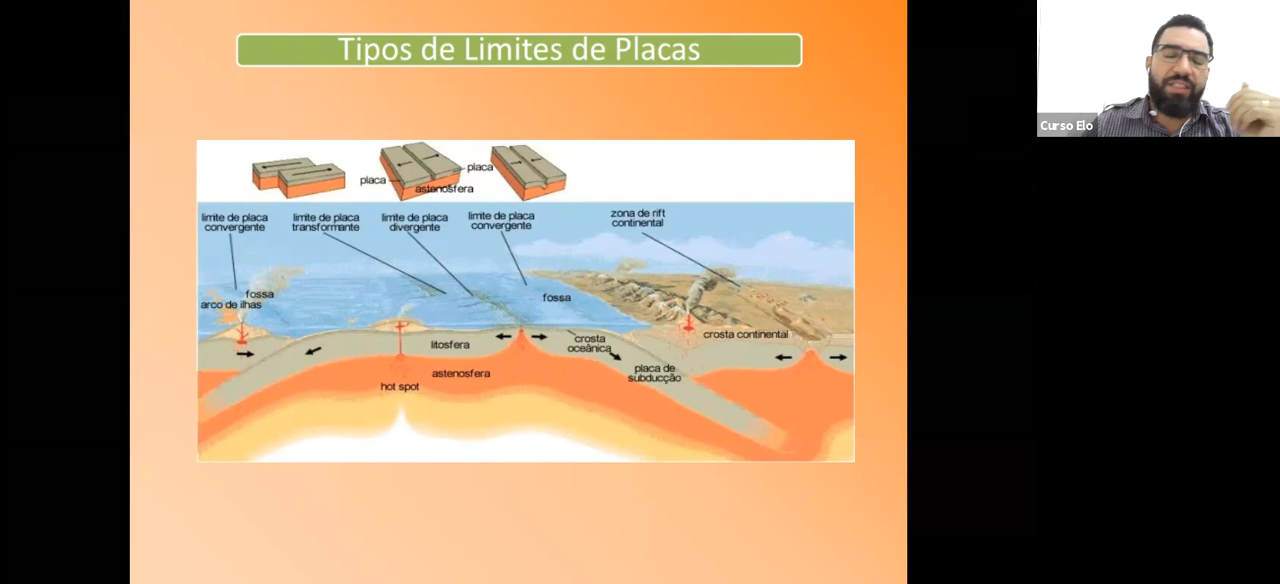 Tipos de Limites de Placas
Curso Elo
placa
placa
astenosfera
limite de placa
convergente
limite de placa
transformante
limite de placa
divergente
limite de placa
convergente
zona de rift
continental
fossa
arco de ilhas
fossa
litosfera
crosta
oceânica
crosta continental
placa de
subducção
astenosfera
hot spot